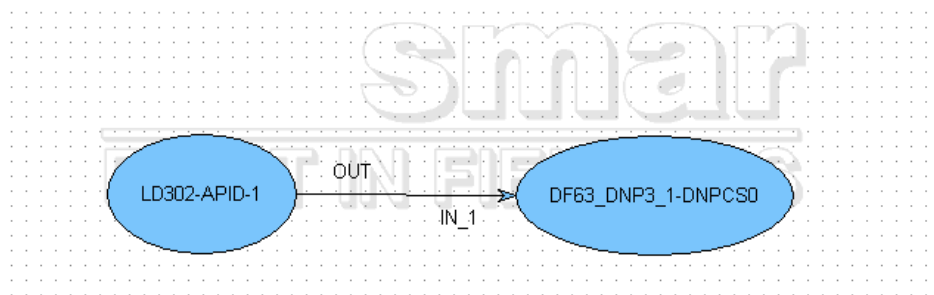 smar
LD302-APID-1
OUT
IN_1
DF63_DNP3_1-DNPCS0